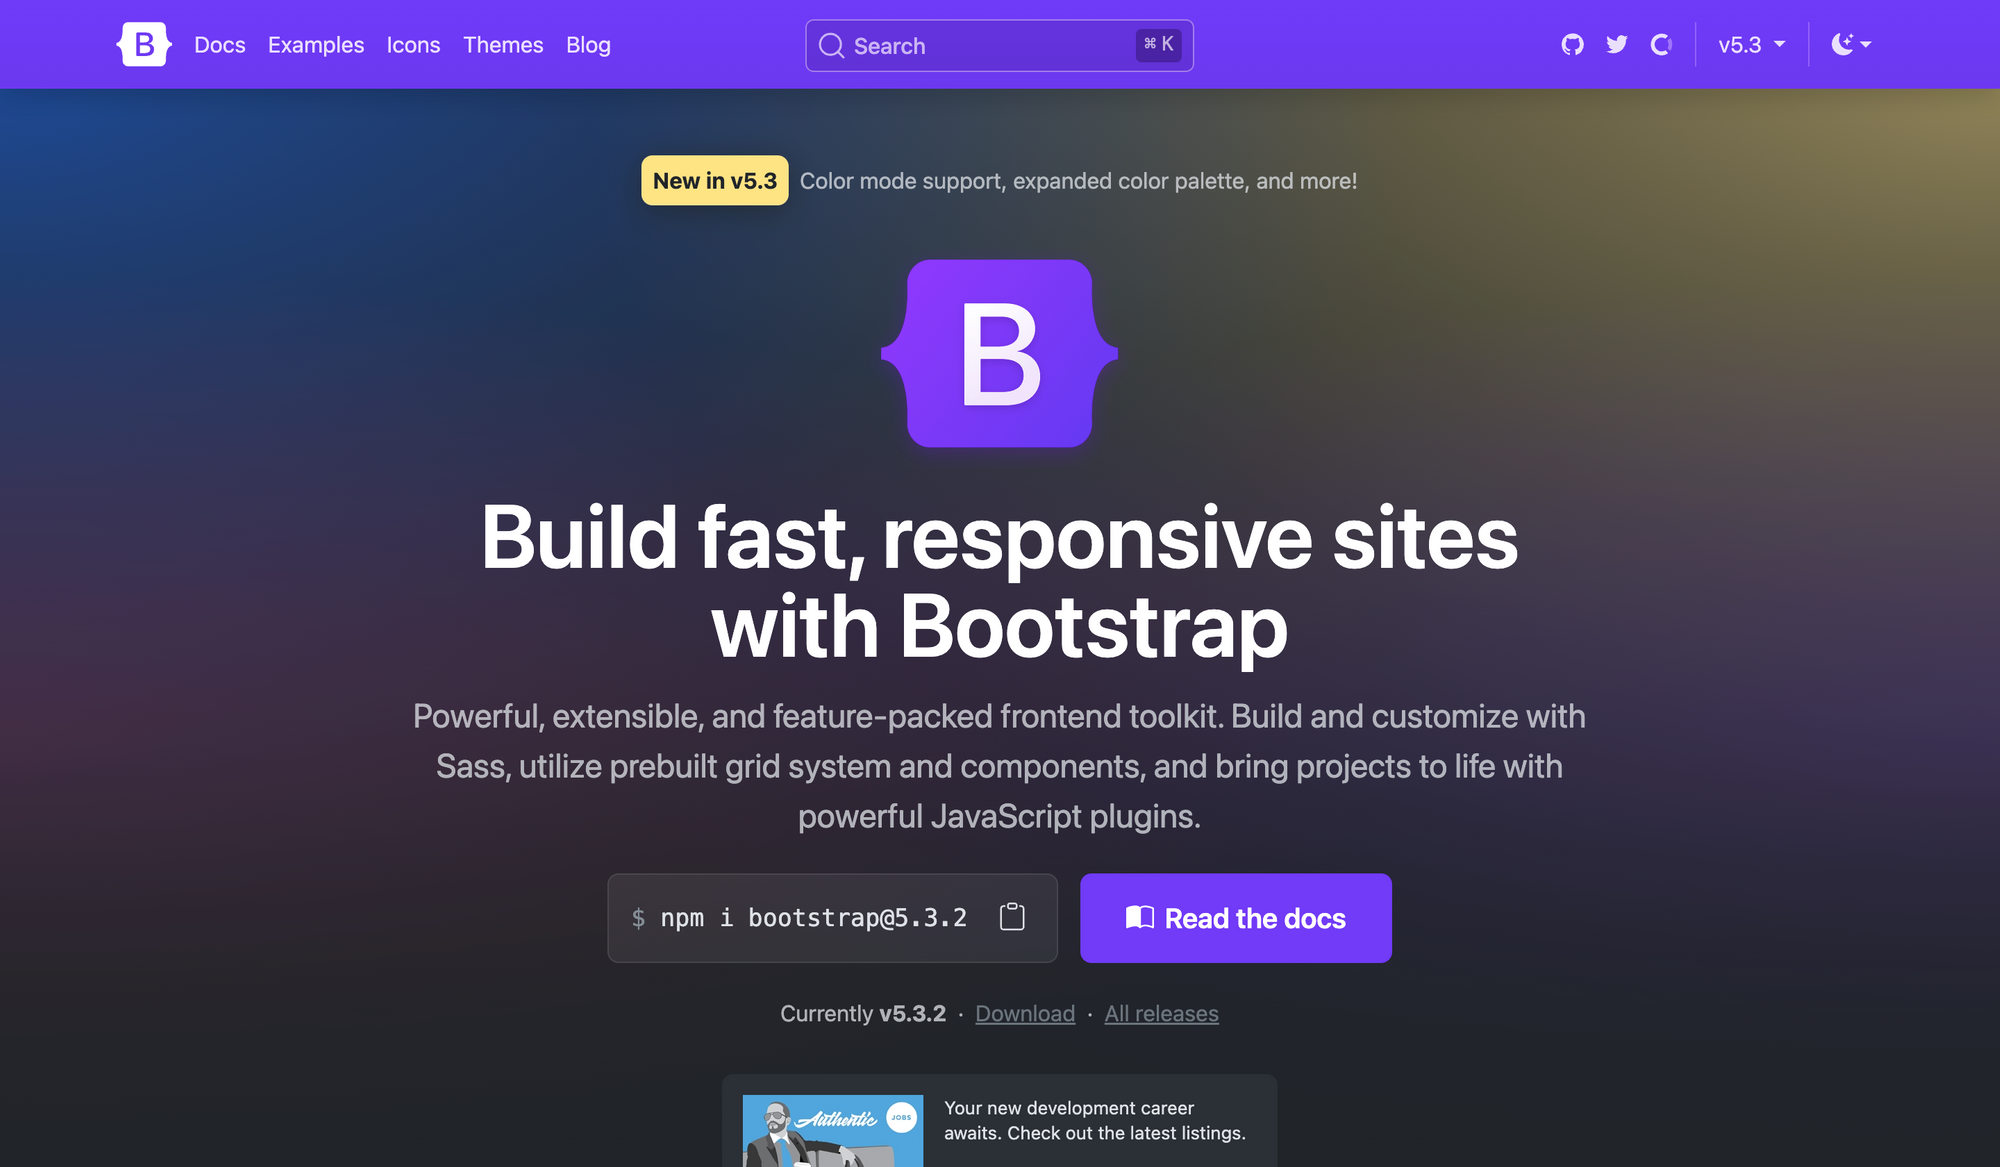 B Docs Examples Icons Themes Blog Search ⌘ K v5.3
New in v5.3 Color mode support, expanded color palette, and more!
B
Build fast, responsive sites
with Bootstrap
Powerful, extensible, and feature-packed frontend toolkit. Build and customize with
Sass, utilize prebuilt grid system and components, and bring projects to life with
powerful JavaScript plugins.
$ npm i bootstrap@5.3.2 Read the docs
Currently v5.3.2 · Download · All releases
Authentic JOBS
Your new development career
awaits. Check out the latest listings.